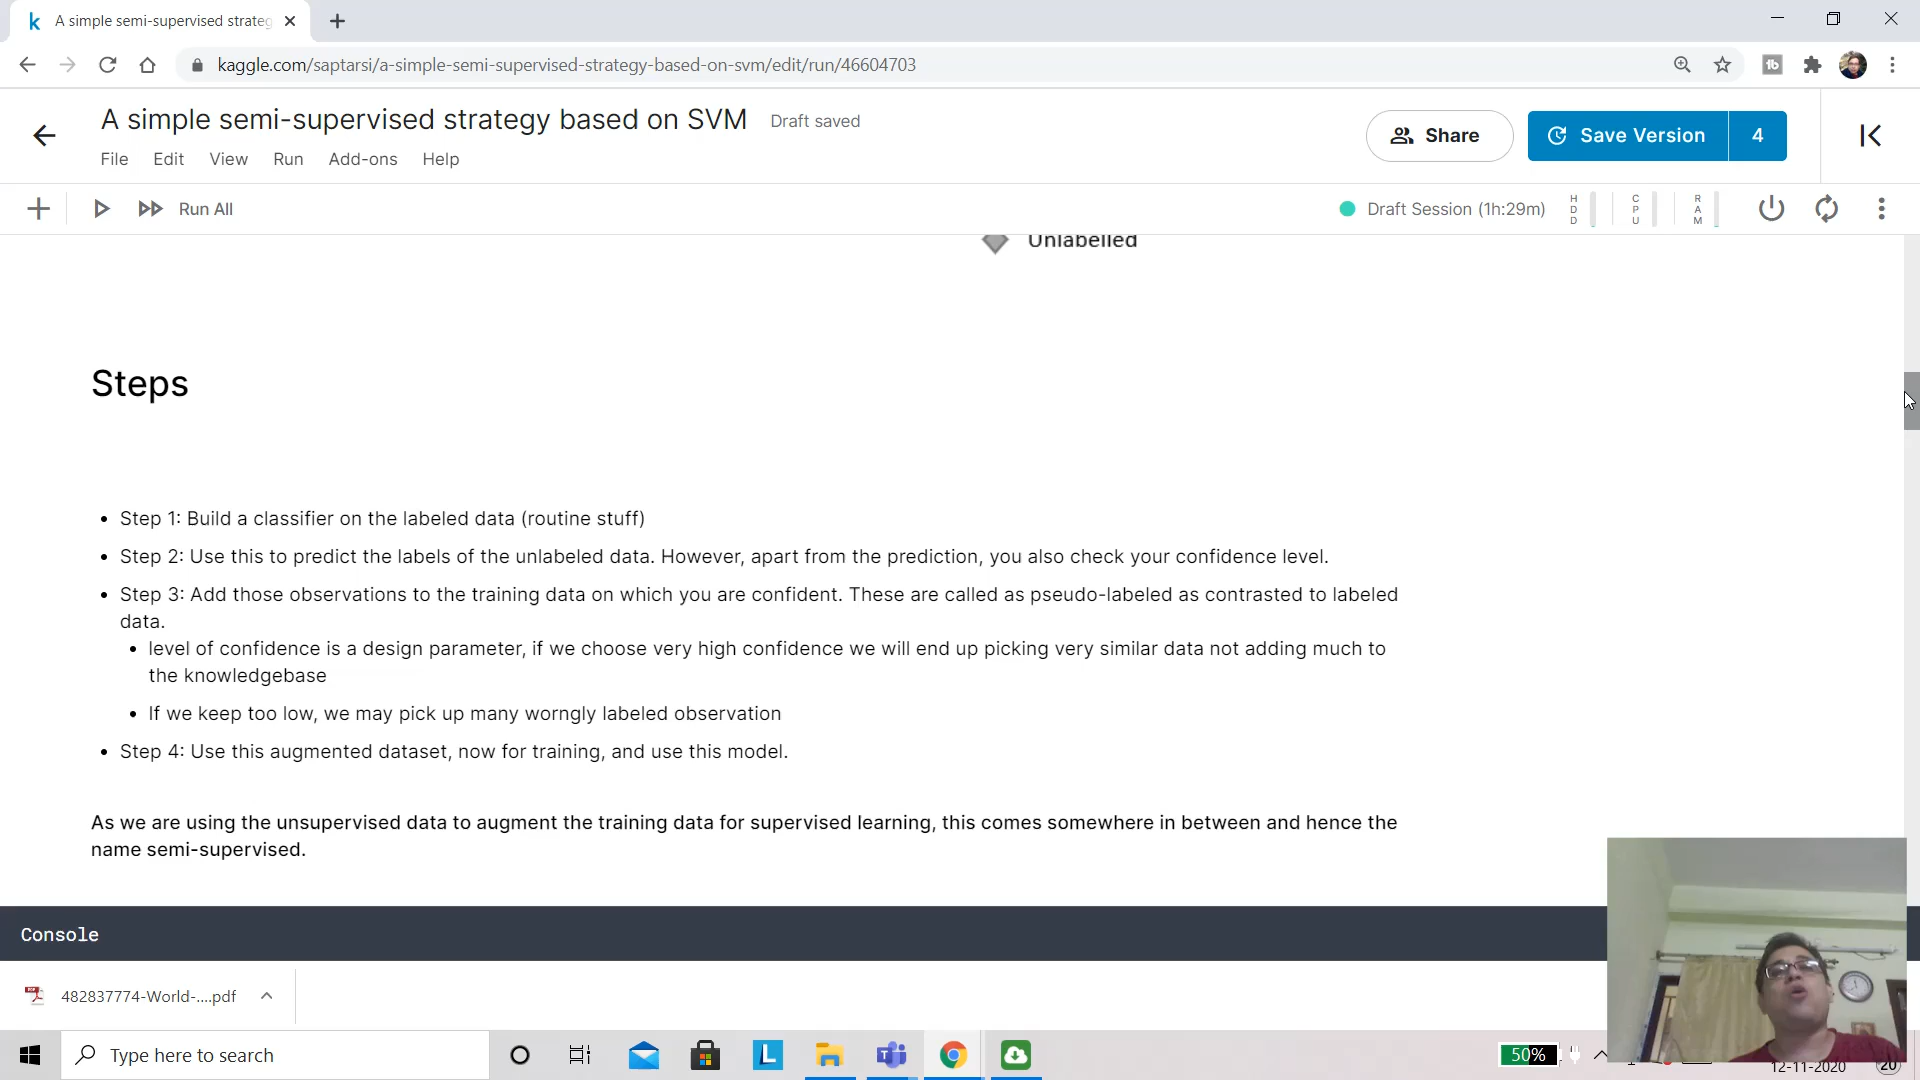 A simple semi-supervised strateg
kaggle.com/saptarsi/a-simple-semi-supervised-strategy-based-on-svm/edit/run/46604703
A simple semi-supervised strategy based on SVM
Draft saved
Share
Save Version
4
File Edit View Run Add-ons Help
Run All
Draft Session (1h:29m)
HDD
CPU
RAM
Unlabelled
Steps
• Step 1: Build a classifier on the labeled data (routine stuff)
• Step 2: Use this to predict the labels of the unlabeled data. However, apart from the prediction, you also check your confidence level.
• Step 3: Add those observations to the training data on which you are confident. These are called as pseudo-labeled as contrasted to labeled
data.
• level of confidence is a design parameter, if we choose very high confidence we will end up picking very similar data not adding much to
the knowledgebase
• If we keep too low, we may pick up many worngly labeled observation
• Step 4: Use this augmented dataset, now for training, and use this model.
As we are using the unsupervised data to augment the training data for supervised learning, this comes somewhere in between and hence the
name semi-supervised.
Console
482837774-World-....pdf
Type here to search
50%
12-11-2020
20